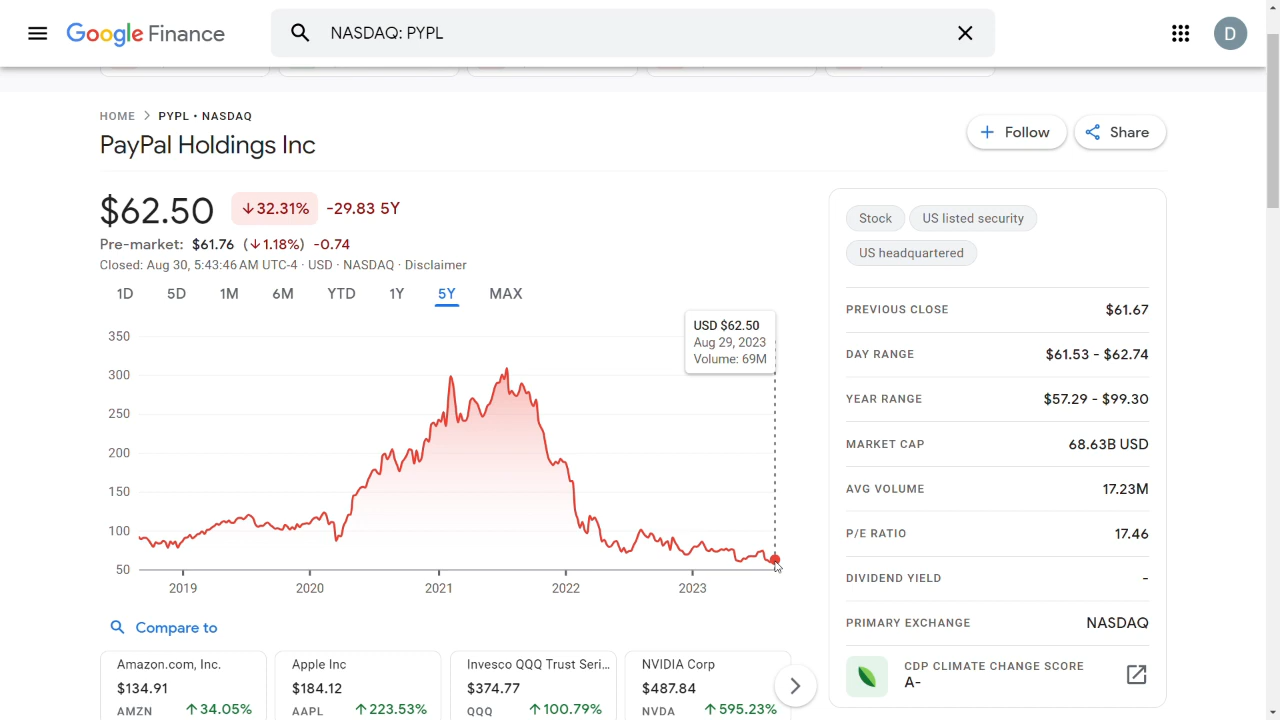 Google Finance
NASDAQ: PYPL
D
HOME > PYPL • NASDAQ
PayPal Holdings Inc
+ Follow
Share
$62.50 ↓32.31% -29.83 5Y
Pre-market: $61.76 (↓1.18%) -0.74
Closed: Aug 30, 5:43:46 AM UTC-4 · USD · NASDAQ · Disclaimer
1D 5D 1M 6M YTD 1Y 5Y MAX
USD $62.50
Aug 29, 2023
Volume: 69M
350
300
250
200
150
100
50
2019 2020 2021 2022 2023
Compare to
Amazon.com, Inc.
$134.91
AMZN ↑34.05%
Apple Inc
$184.12
AAPL ↑223.53%
Invesco QQQ Trust Seri...
$374.77
QQQ ↑100.79%
NVIDIA Corp
$487.84
NVDA ↑595.23%
Stock
US listed security
US headquartered
PREVIOUS CLOSE $61.67
DAY RANGE $61.53 - $62.74
YEAR RANGE $57.29 - $99.30
MARKET CAP 68.63B USD
AVG VOLUME 17.23M
P/E RATIO 17.46
DIVIDEND YIELD -
PRIMARY EXCHANGE NASDAQ
CDP CLIMATE CHANGE SCORE
A-